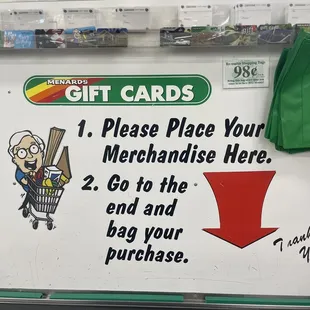 MENARDS
GIFT CARDS
98¢
1. Please Place Your
Merchandise Here.
2. Go to the
end and
bag your
purchase.
Thank
Y